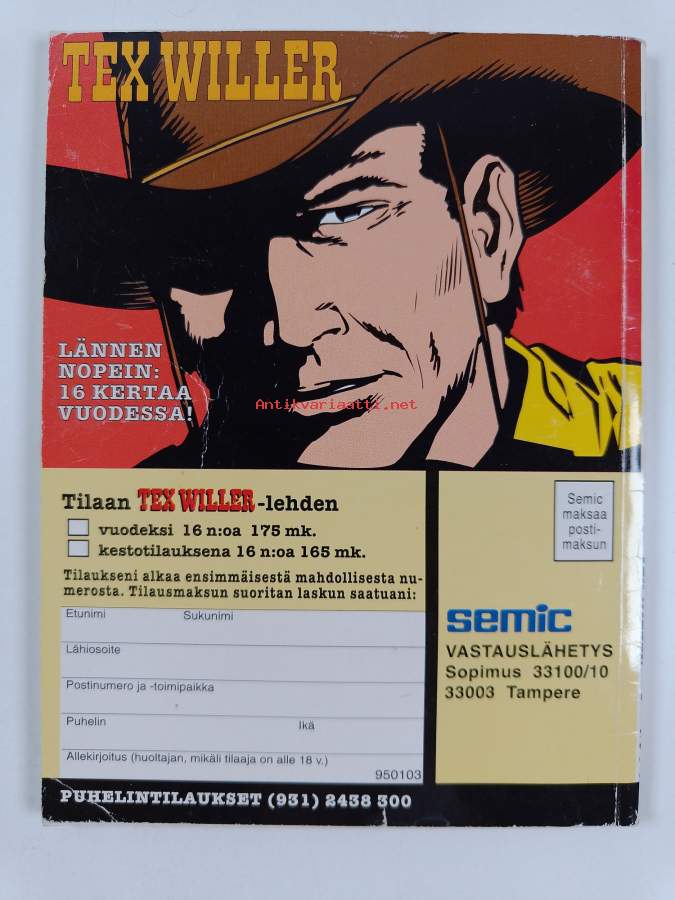 TEX WILLER
LÄNNEN
NOPEIN:
16 KERTAA
VUODESSA!
Antikvariaatti.net
Tilaan TEX WILLER -lehden
vuodeksi 16 n:oa 175 mk.
kestotilauksena 16 n:oa 165 mk.
Tilaukseni alkaa ensimmäisestä mahdollisesta nu-
merosta. Tilausmaksun suoritan laskun saatuani:
Etunimi Sukunimi
Lähiosoite
Postinumero ja -toimipaikka
Puhelin Ikä
Allekirjoitus (huoltajan, mikäli tilaaja on alle 18 v.)
950103
Semic
maksaa
posti-
maksun
semic
VASTAUSLÄHETYS
Sopimus 33100/10
33003 Tampere
PUHELINTILAUKSET (931) 2438 300